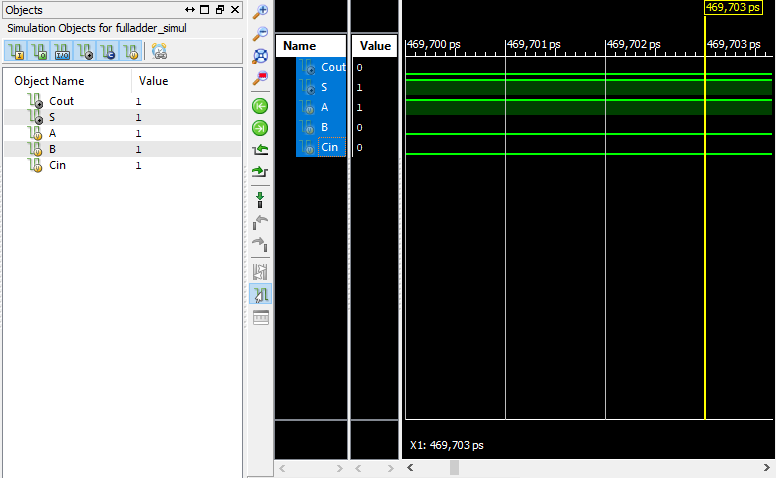 Objects
Simulation Objects for fulladder_simul
Object Name Value
Cout 1
S 1
A 1
B 1
Cin 1
469,703 ps
Name Value
469,700 ps 469,701 ps 469,702 ps 469,703 ps
Cout 0
S 1
A 1
B 0
Cin 0
X1: 469,703 ps